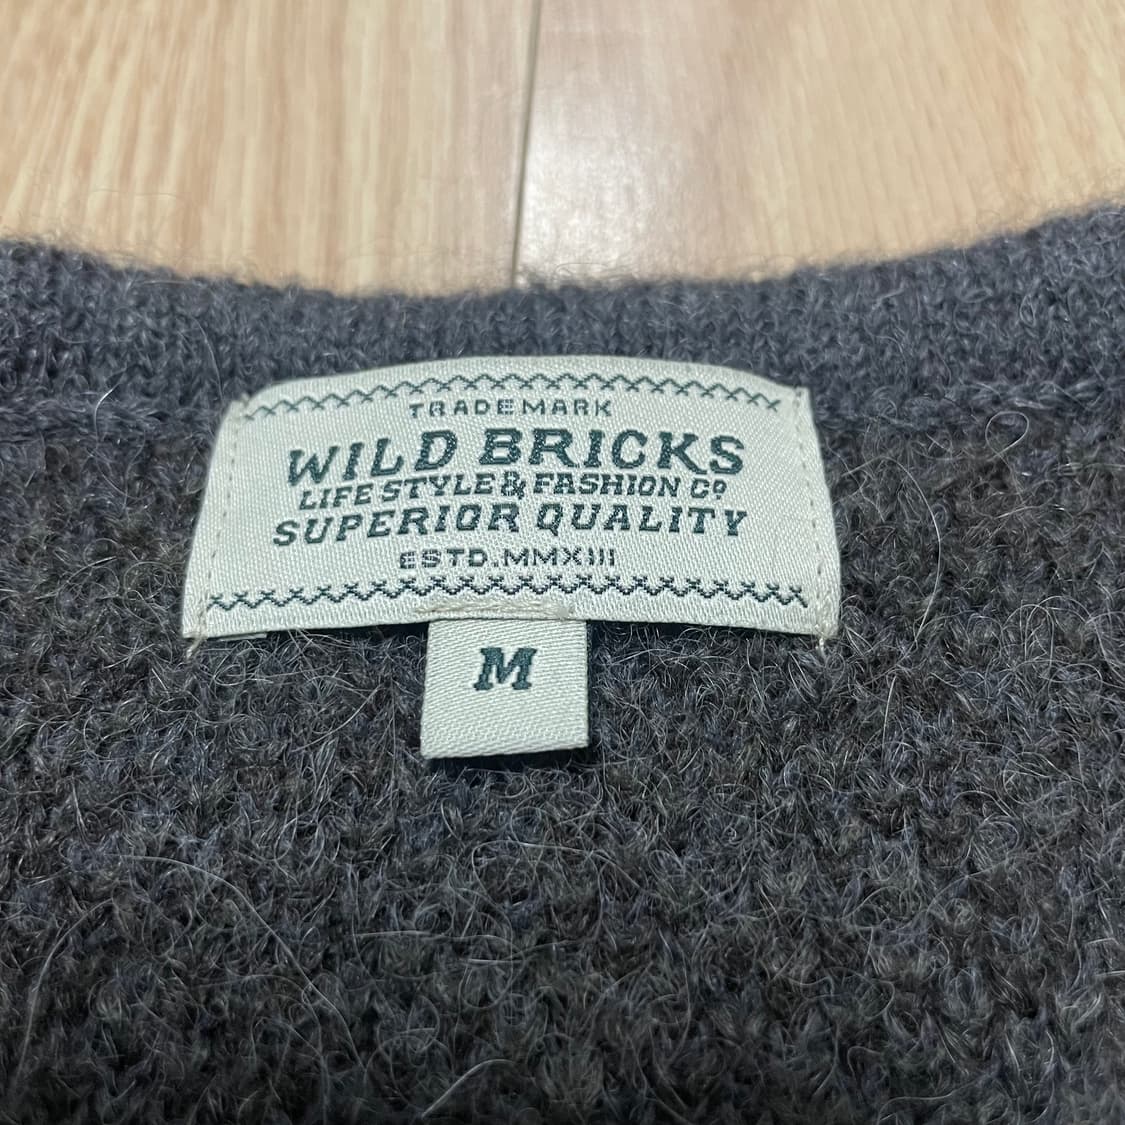 TRADEMARK
WILD BRICKS
LIFE STYLE & FASHION Cº
SUPERIOR QUALITY
ESTD.MMXIII
M